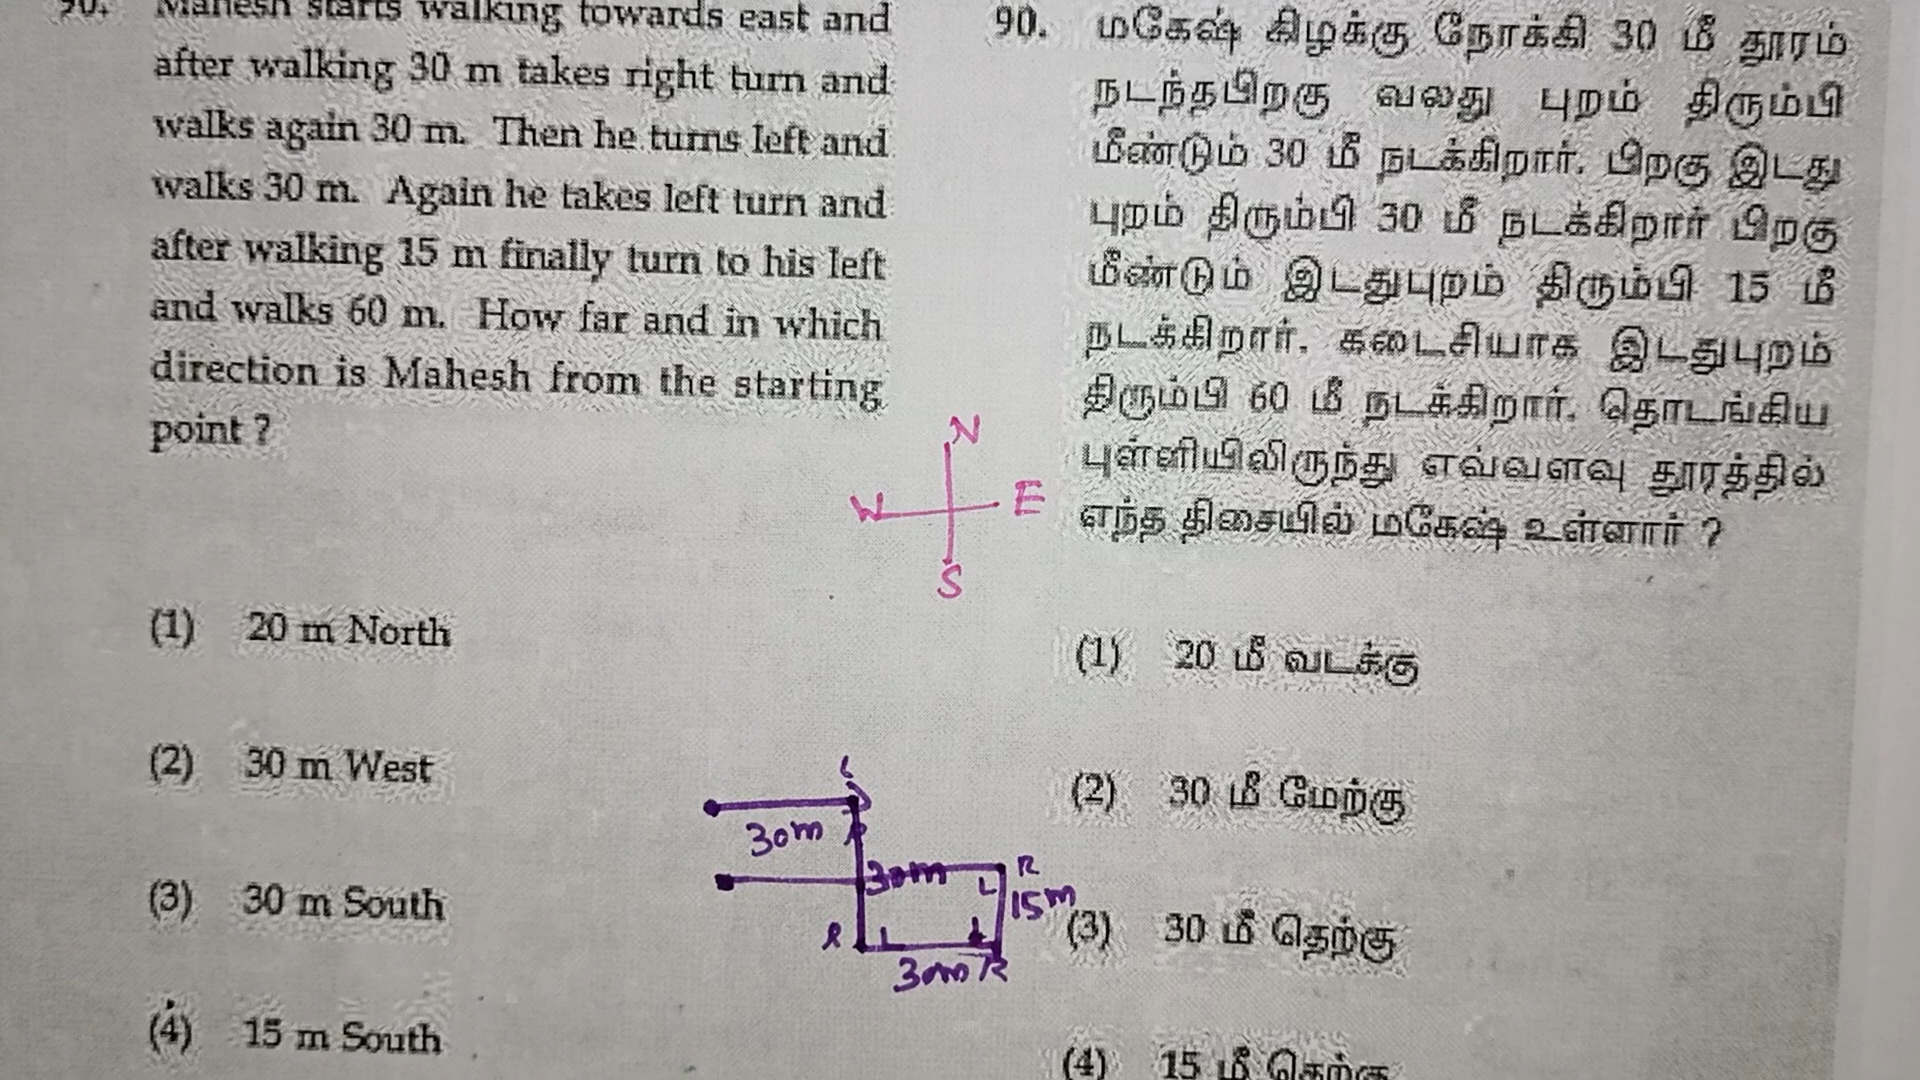 90. Mahesh starts walking towards east and
after walking 30 m takes right turn and
walks again 30 m. Then he turns left and
walks 30 m. Again he takes left turn and
after walking 15 m finally turn to his left
and walks 60 m. How far and in which
direction is Mahesh from the starting
point ?
(1) 20 m North
(2) 30 m West
(3) 30 m South
(4) 15 m South
N
W E
S
30m
30m R
L 15m
R L
30m R
90. மகேஷ் கிழக்கு நோக்கி 30 மீ தூரம்
நடந்தபிறகு வலது புறம் திரும்பி
மீண்டும் 30 மீ நடக்கிறார். பிறகு இடது
புறம் திரும்பி 30 மீ நடக்கிறார் பிறகு
மீண்டும் இடதுபுறம் திரும்பி 15 மீ
நடக்கிறார். கடைசியாக இடதுபுறம்
திரும்பி 60 மீ நடக்கிறார். தொடங்கிய
புள்ளியிலிருந்து எவ்வளவு தூரத்தில்
எந்த திசையில் மகேஷ் உள்ளார் ?
(1) 20 மீ வடக்கு
(2) 30 மீ மேற்கு
(3) 30 மீ தெற்கு
(4) 15 மீ தெற்கு